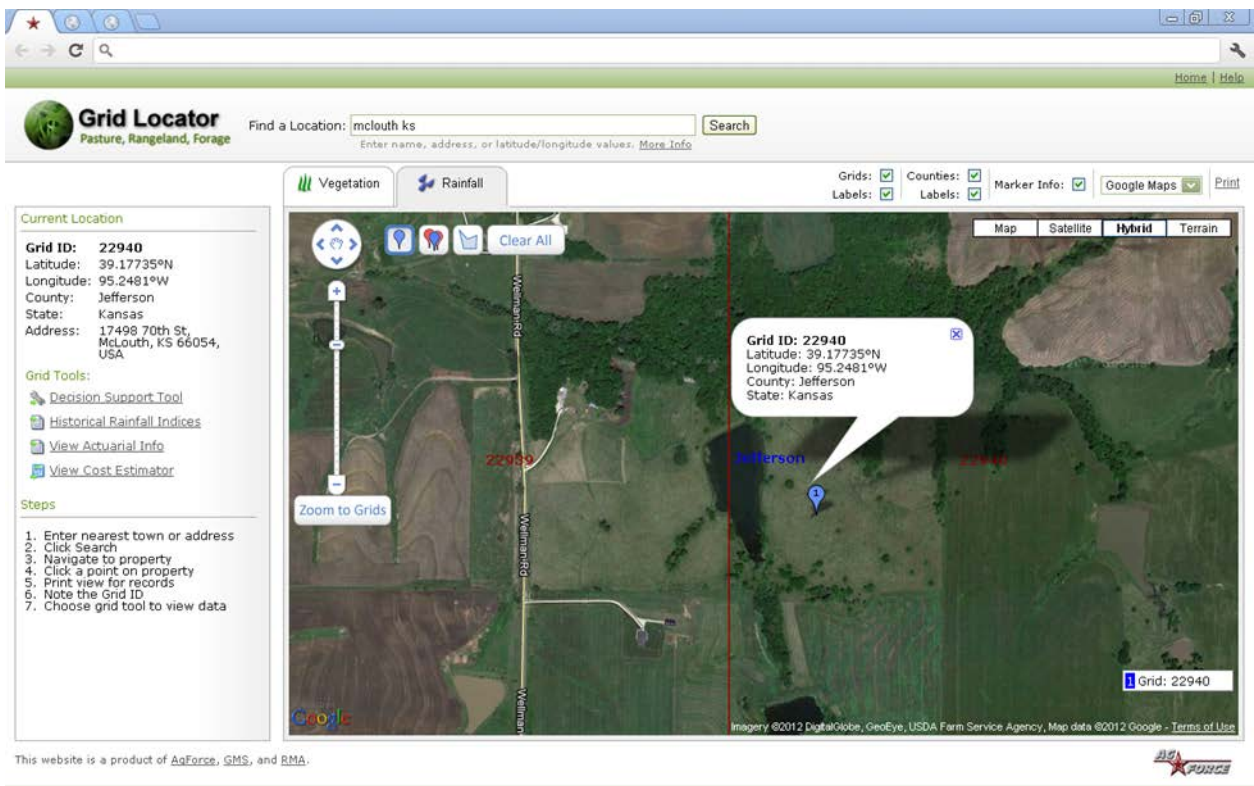 Home | Help
Grid Locator
Pasture, Rangeland, Forage
Find a Location: mclouth ks Search
Enter name, address, or latitude/longitude values. More Info
Vegetation
Rainfall
Grids: Counties:
Labels: Labels:
Marker Info:
Google Maps
Print
Current Location
Grid ID: 22940
Latitude: 39.17735ºN
Longitude: 95.2481ºW
County: Jefferson
State: Kansas
Address: 17498 70th St,
McLouth, KS 66054,
USA
Grid Tools:
Decision Support Tool
Historical Rainfall Indices
View Actuarial Info
View Cost Estimator
Steps
1. Enter nearest town or address
2. Click Search
3. Navigate to property
4. Click a point on property
5. Print view for records
6. Note the Grid ID
7. Choose grid tool to view data
Clear All
Map Satellite Hybrid Terrain
Wellman Rd
Grid ID: 22940
Latitude: 39.17735ºN
Longitude: 95.2481ºW
County: Jefferson
State: Kansas
22939 Jefferson 22940
1
Zoom to Grids
Wellman Rd
1 Grid: 22940
Wellman
Google
Imagery ©2012 DigitalGlobe, GeoEye, USDA Farm Service Agency, Map data ©2012 Google - Terms of Use
This website is a product of AgForce, GMS, and RMA.
AG FORCE